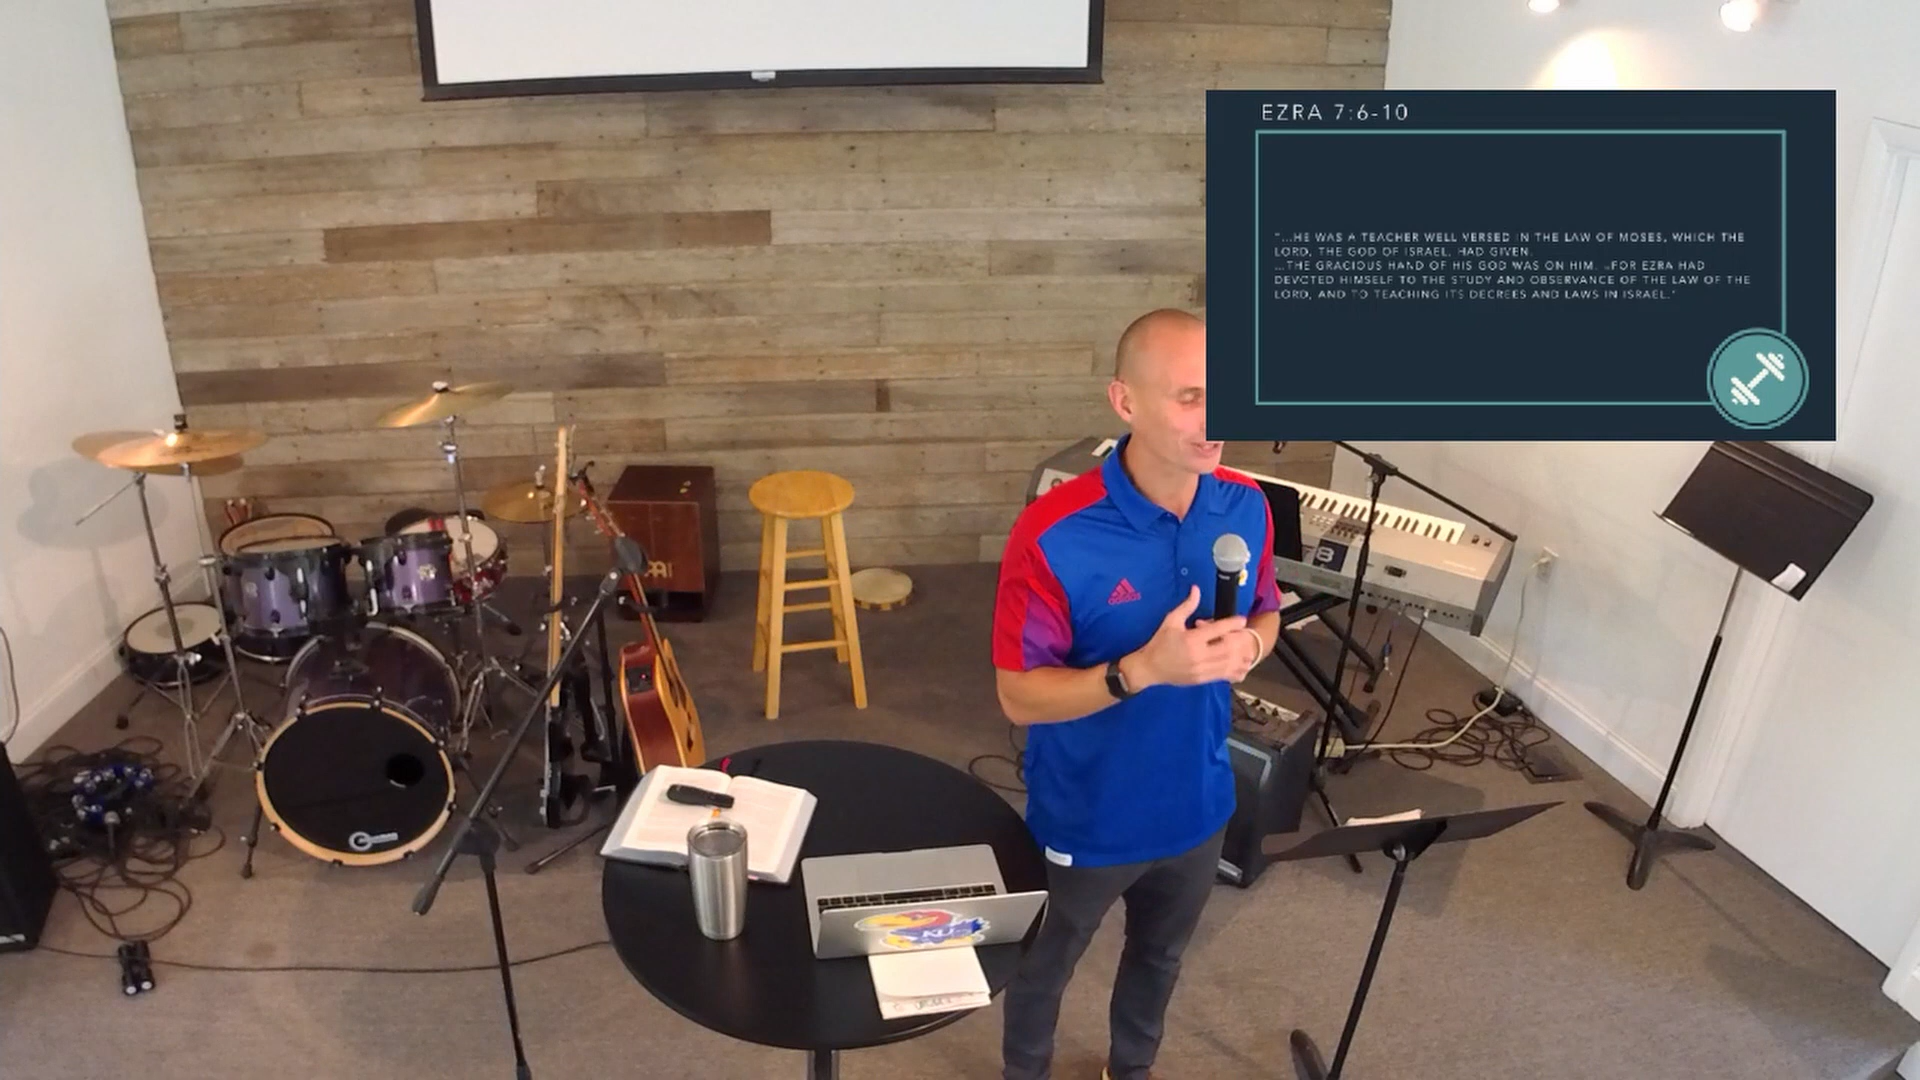 EZRA 7:6-10
"...HE WAS A TEACHER WELL VERSED IN THE LAW OF MOSES, WHICH THE
LORD, THE GOD OF ISRAEL, HAD GIVEN.
...THE GRACIOUS HAND OF HIS GOD WAS ON HIM. ...FOR EZRA HAD
DEVOTED HIMSELF TO THE STUDY AND OBSERVANCE OF THE LAW OF THE
LORD, AND TO TEACHING ITS DECREES AND LAWS IN ISRAEL."
adidas
KU